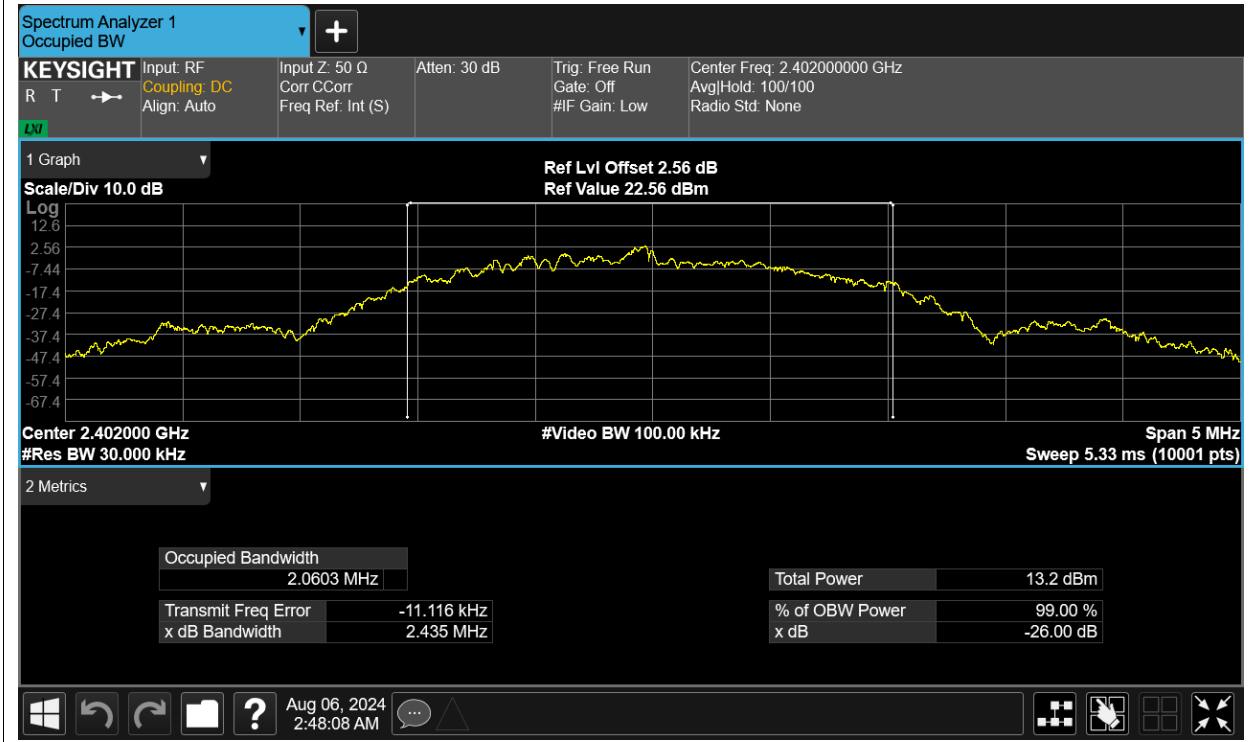 Spectrum Analyzer 1
Occupied BW
KEYSIGHT
R T
LXI
Input: RF
Coupling: DC
Align: Auto
Input Z: 50 Ω
Corr CCorr
Freq Ref: Int (S)
Atten: 30 dB
Trig: Free Run
Gate: Off
#IF Gain: Low
Center Freq: 2.402000000 GHz
Avg|Hold: 100/100
Radio Std: None
1 Graph
Scale/Div 10.0 dB
Ref Lvl Offset 2.56 dB
Ref Value 22.56 dBm
Log
12.6
2.56
-7.44
-17.4
-27.4
-37.4
-47.4
-57.4
-67.4
Center 2.402000 GHz
#Video BW 100.00 kHz
Span 5 MHz
#Res BW 30.000 kHz
Sweep 5.33 ms (10001 pts)
2 Metrics
Occupied Bandwidth
2.0603 MHz
Total Power 13.2 dBm
Transmit Freq Error -11.116 kHz
% of OBW Power 99.00 %
x dB Bandwidth 2.435 MHz
x dB -26.00 dB
?
Aug 06, 2024
2:48:08 AM